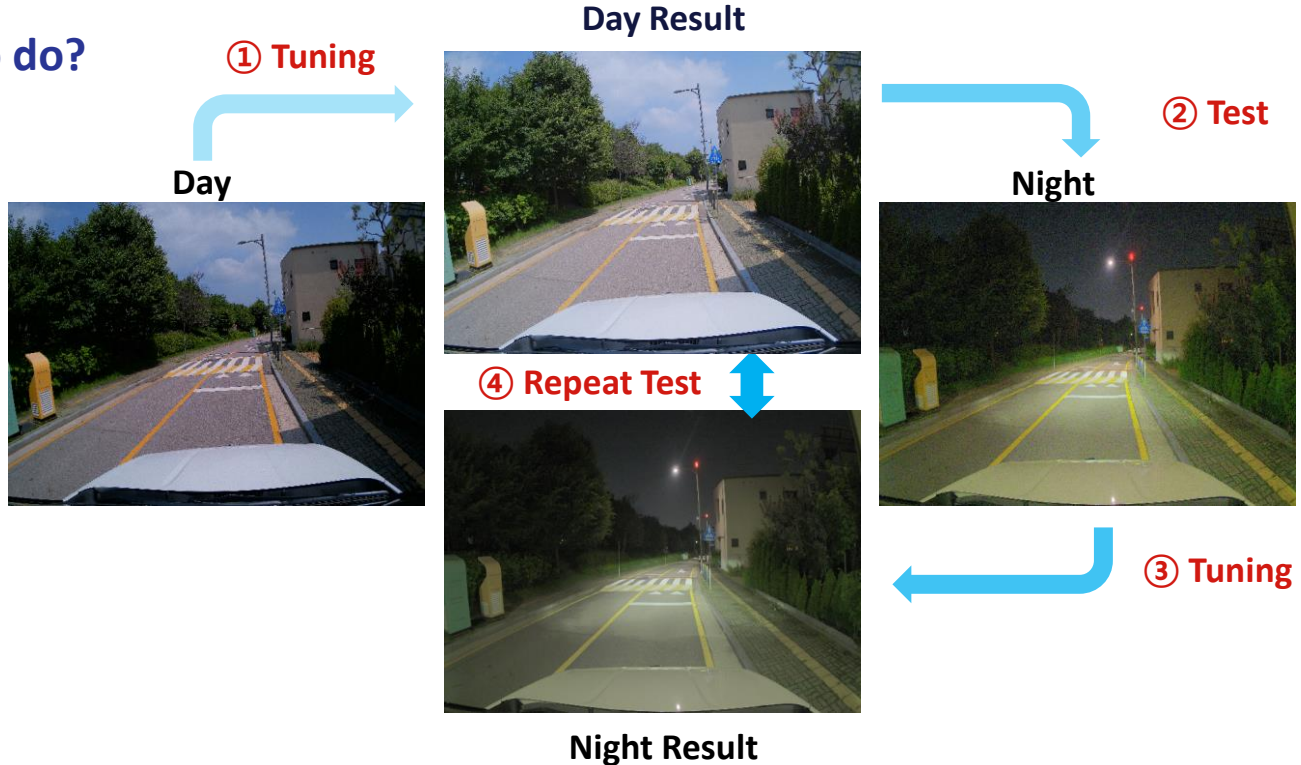 Day Result
do?
① Tuning
② Test
Day
Night
④ Repeat Test
③ Tuning
Night Result